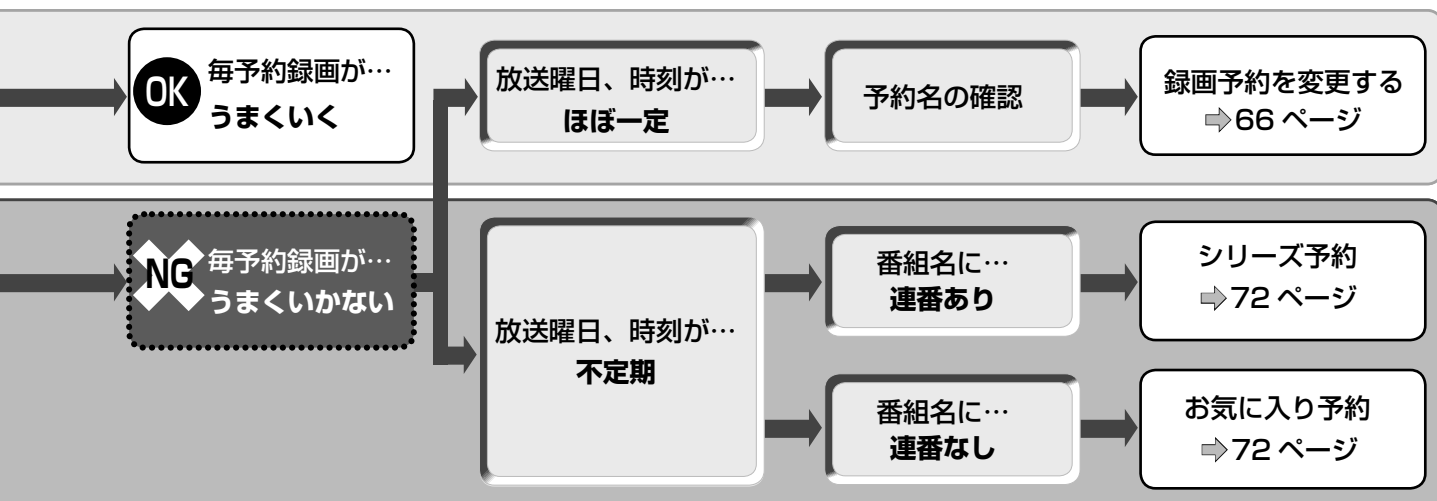 OK
毎予約録画が…
うまくいく
放送曜日、時刻が…
ほぼ一定
予約名の確認
録画予約を変更する
⇨66 ページ
NG
毎予約録画が…
うまくいかない
放送曜日、時刻が…
不定期
番組名に…
連番あり
シリーズ予約
⇨72 ページ
番組名に…
連番なし
お気に入り予約
⇨72 ページ